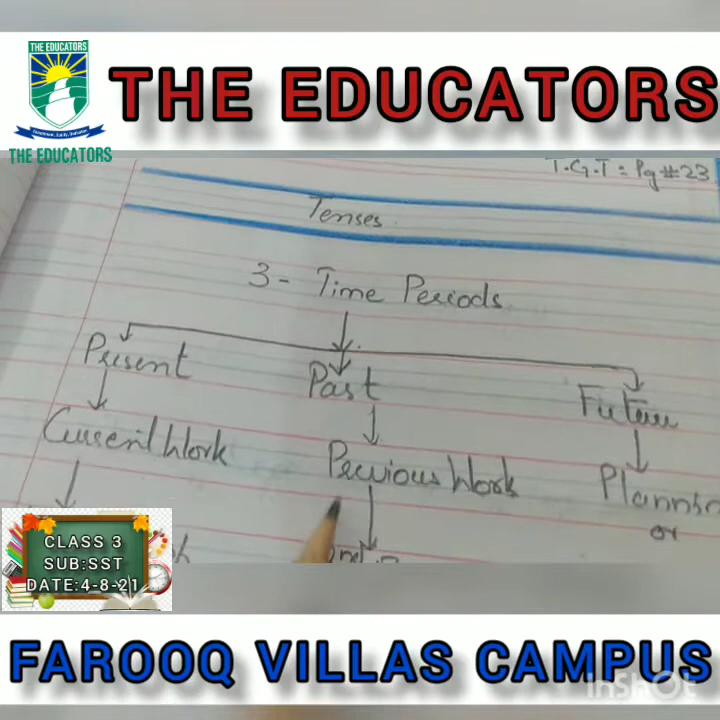 THE EDUCATORS
THE EDUCATORS
THE EDUCATORS
T.G.T = Pg #23
Tenses
3 - Time Periods
Present Past Future
Current Work Previous Work
or
CLASS 3
SUB:SST
DATE:4-8-21
FAROOQ VILLAS CAMPUS
InShOt